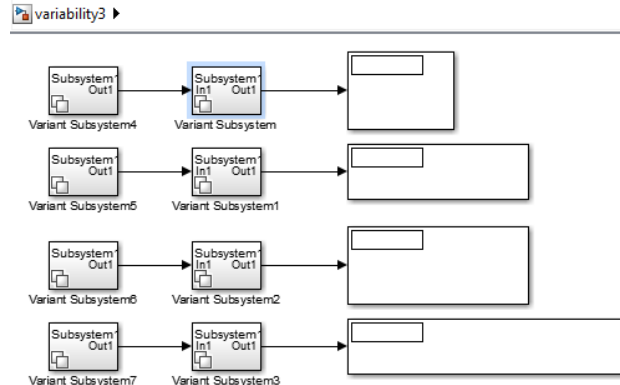 variability3
Subsystem1 Subsystem1
Out1 In1 Out1
Variant Subsystem4 Variant Subsystem
Subsystem1 Subsystem1
Out1 In1 Out1
Variant Subsystem5 Variant Subsystem1
Subsystem1 Subsystem1
Out1 In1 Out1
Variant Subsystem6 Variant Subsystem2
Subsystem1 Subsystem1
Out1 In1 Out1
Variant Subsystem7 Variant Subsystem3